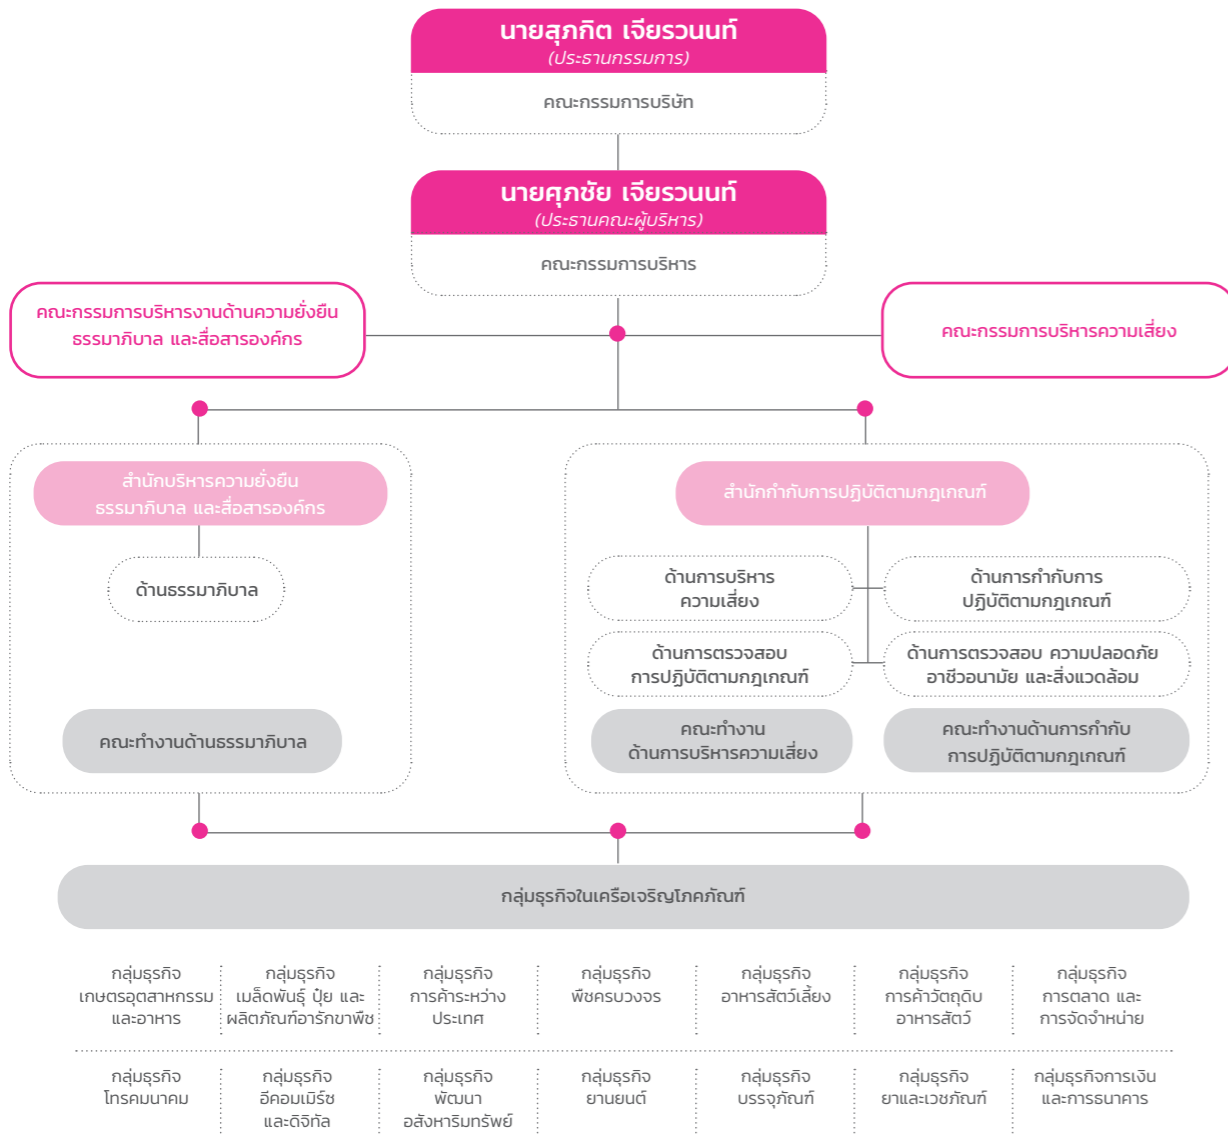 นายสุภกิต เจียรวนนท์
(ประธานกรรมการ)
คณะกรรมการบริษัท
นายศุภชัย เจียรวนนท์
(ประธานคณะผู้บริหาร)
คณะกรรมการบริหาร
คณะกรรมการบริหารงานด้านความยั่งยืน
ธรรมาภิบาล และสื่อสารองค์กร
คณะกรรมการบริหารความเสี่ยง
สำนักบริหารความยั่งยืน
ธรรมาภิบาล และสื่อสารองค์กร
ด้านธรรมาภิบาล
คณะทำงานด้านธรรมาภิบาล
สำนักกำกับการปฏิบัติตามกฎเกณฑ์
ด้านการบริหาร
ความเสี่ยง
ด้านการกำกับการ
ปฏิบัติตามกฎเกณฑ์
ด้านการตรวจสอบ
การปฏิบัติตามกฎเกณฑ์
ด้านการตรวจสอบ ความปลอดภัย
อาชีวอนามัย และสิ่งแวดล้อม
คณะทำงาน
ด้านการบริหารความเสี่ยง
คณะทำงานด้านการกำกับ
การปฏิบัติตามกฎเกณฑ์
กลุ่มธุรกิจในเครือเจริญโภคภัณฑ์
กลุ่มธุรกิจ
เกษตรอุตสาหกรรม
และอาหาร
กลุ่มธุรกิจ
เมล็ดพันธุ์ ปุ๋ย และ
ผลิตภัณฑ์อารักขาพืช
กลุ่มธุรกิจ
การค้าระหว่าง
ประเทศ
กลุ่มธุรกิจ
พืชครบวงจร
กลุ่มธุรกิจ
อาหารสัตว์เลี้ยง
กลุ่มธุรกิจ
การค้าวัตถุดิบ
อาหารสัตว์
กลุ่มธุรกิจ
การตลาด และ
การจัดจำหน่าย
กลุ่มธุรกิจ
โทรคมนาคม
กลุ่มธุรกิจ
อีคอมเมิร์ซ
และดิจิทัล
กลุ่มธุรกิจ
พัฒนา
อสังหาริมทรัพย์
กลุ่มธุรกิจ
ยานยนต์
กลุ่มธุรกิจ
บรรจุภัณฑ์
กลุ่มธุรกิจ
ยาและเวชภัณฑ์
กลุ่มธุรกิจการเงิน
และการธนาคาร